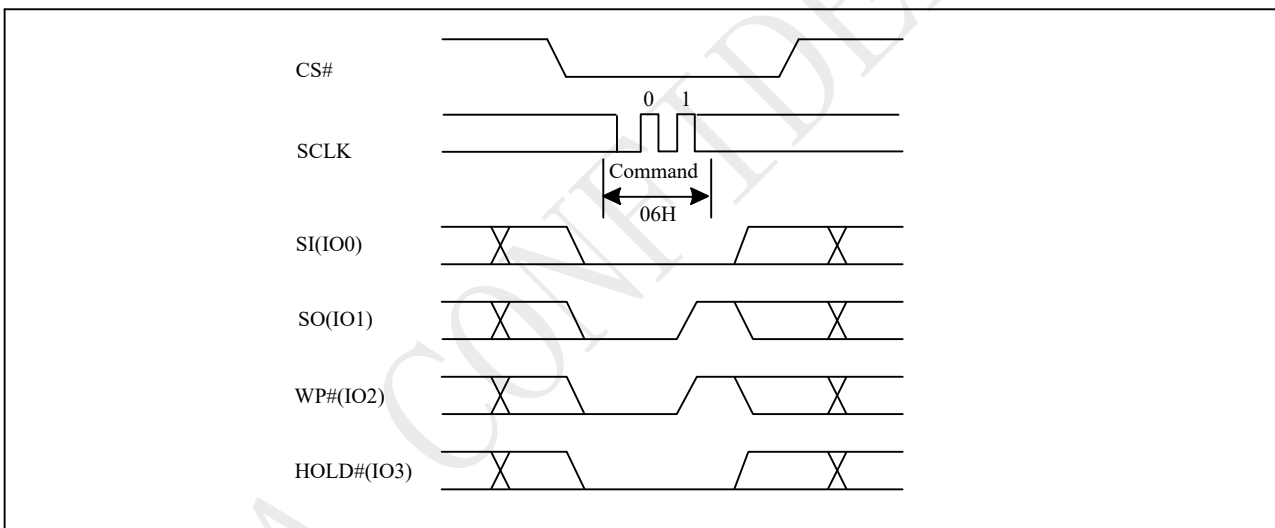 CS#
0 1
SCLK
Command
06H
SI(IO0)
SO(IO1)
WP#(IO2)
HOLD#(IO3)